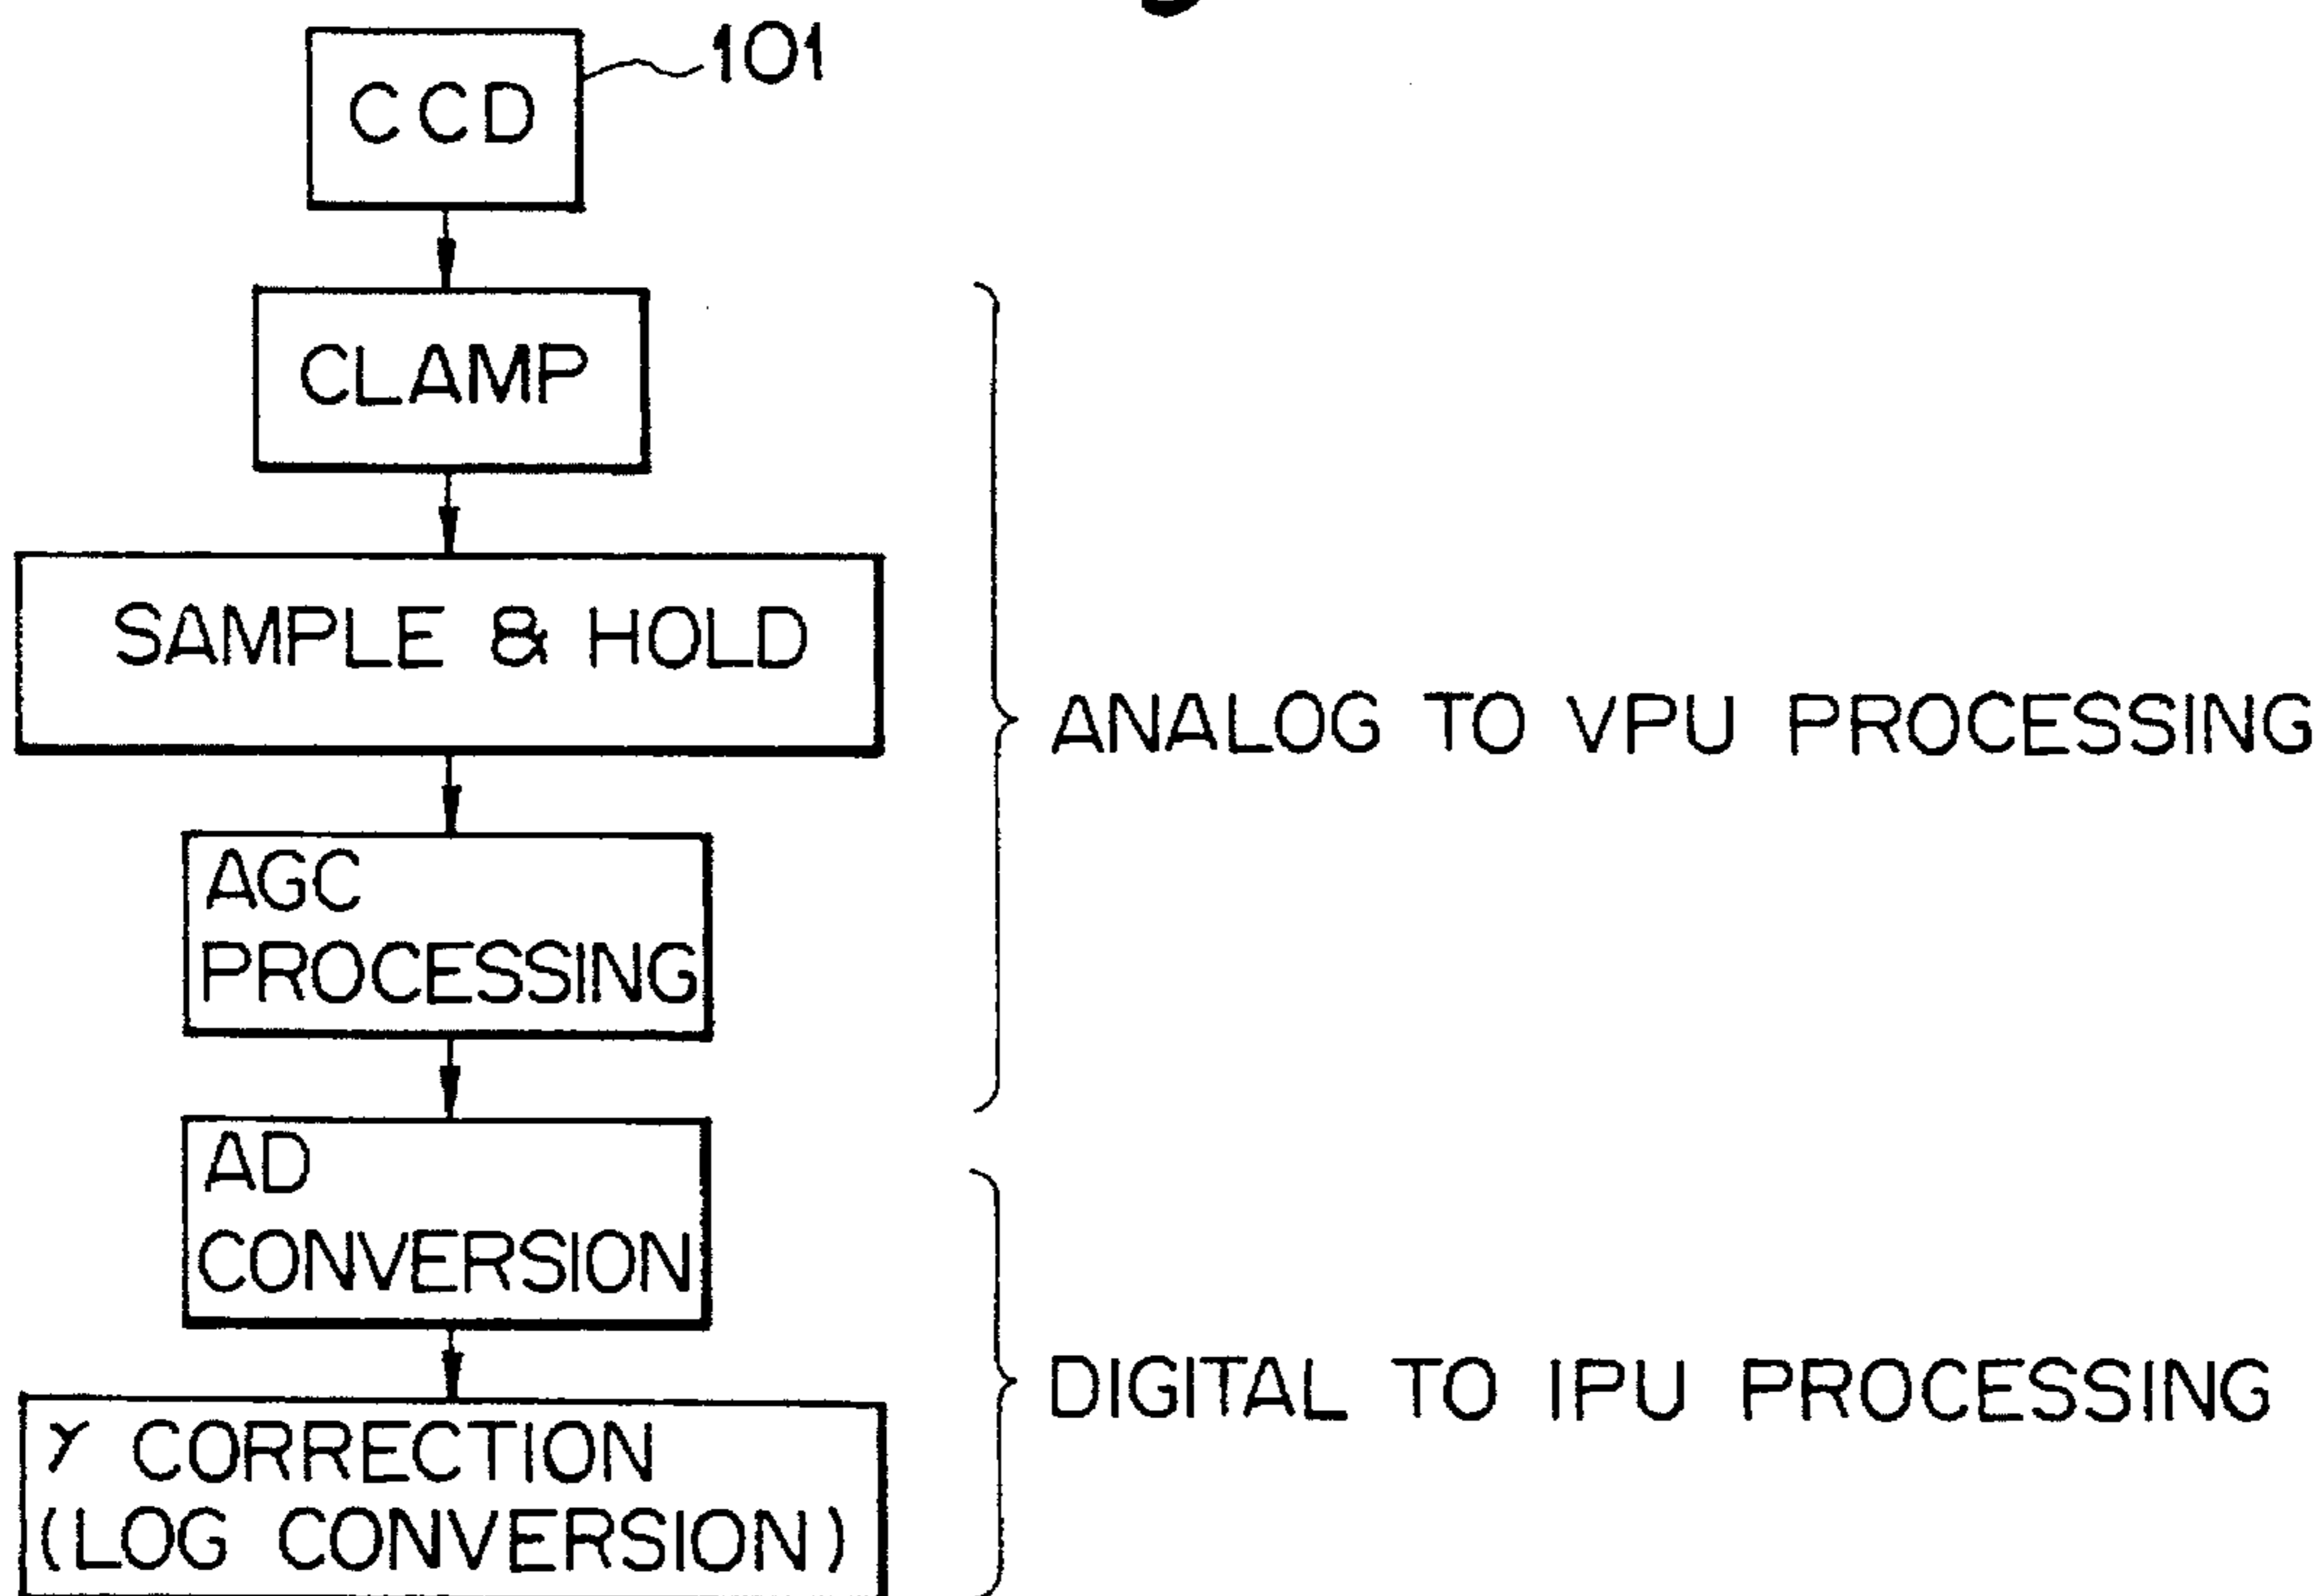 CCD
101
CLAMP
SAMPLE & HOLD
ANALOG TO VPU PROCESSING
AGC
PROCESSING
AD
CONVERSION
DIGITAL TO IPU PROCESSING
γ CORRECTION
(LOG CONVERSION)